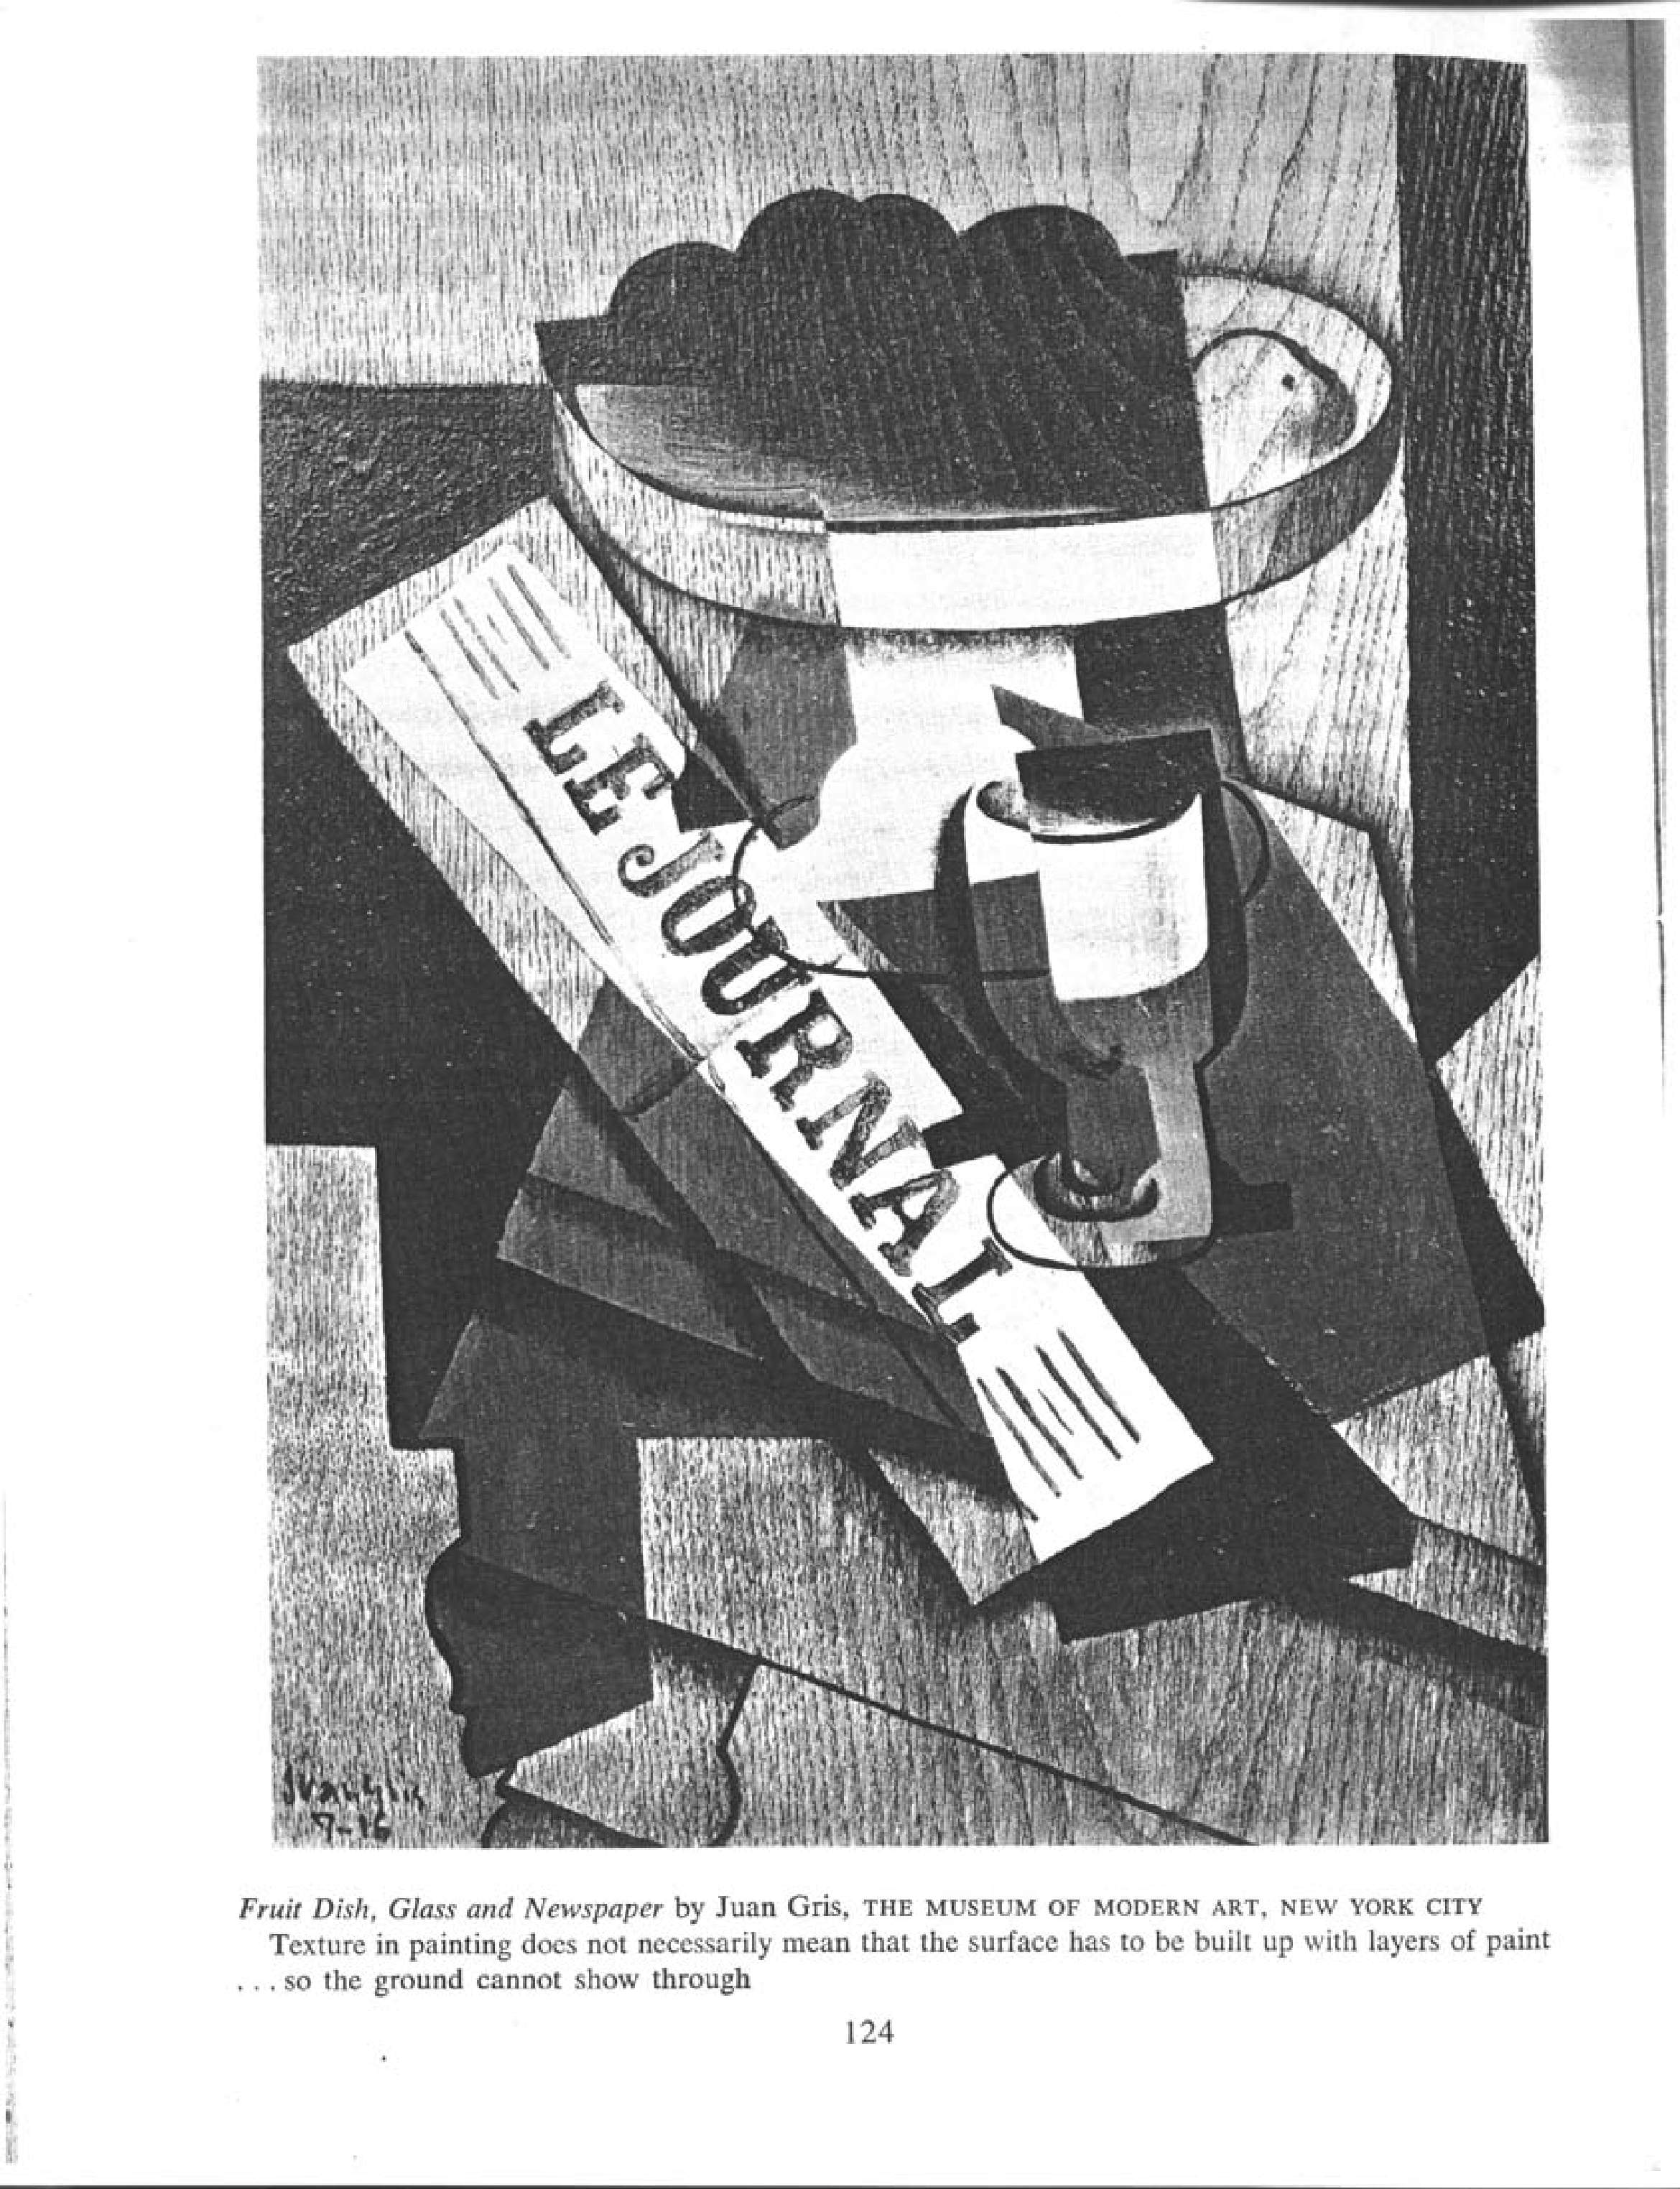 LE JOURNAL
Juan Gris
9-16
Fruit Dish, Glass and Newspaper by Juan Gris, THE MUSEUM OF MODERN ART, NEW YORK CITY
Texture in painting does not necessarily mean that the surface has to be built up with layers of paint
. . . so the ground cannot show through
124